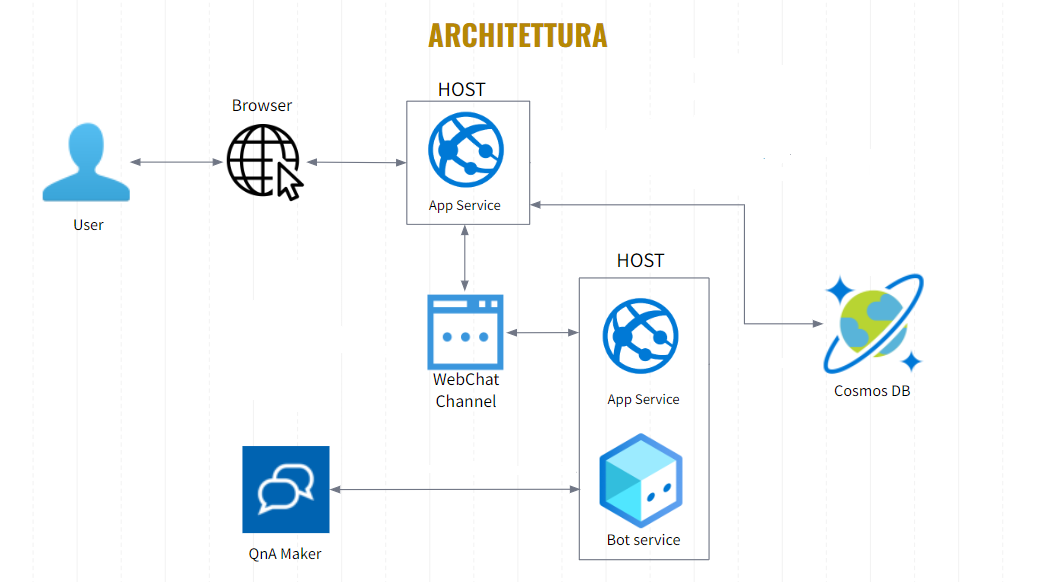 ARCHITETTURA
HOST
Browser
User
App Service
HOST
WebChat
Channel
App Service
Cosmos DB
QnA Maker
Bot service